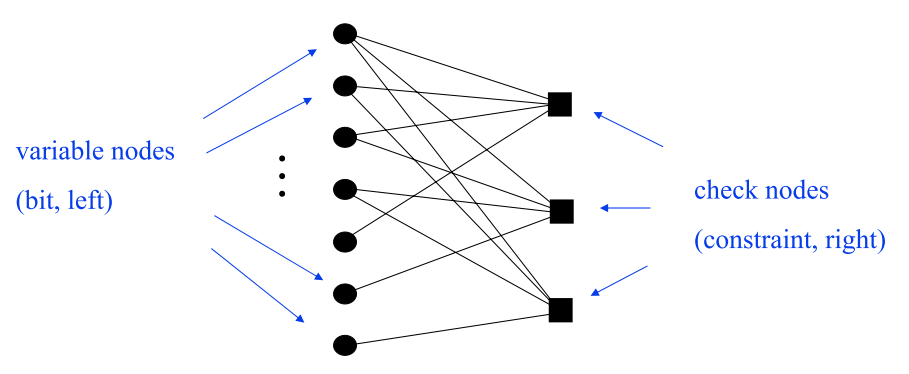 variable nodes
(bit, left)
check nodes
(constraint, right)